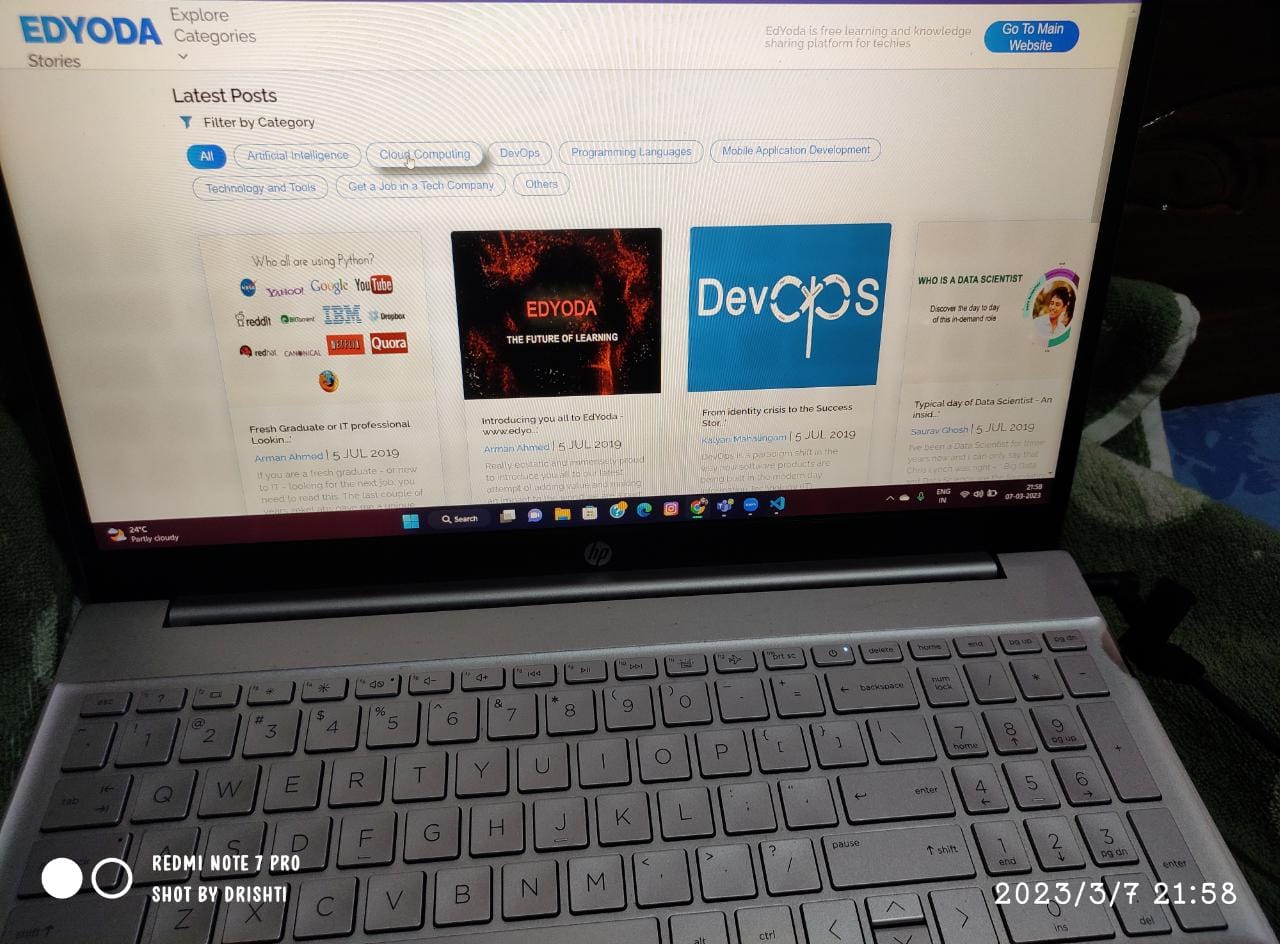 EDYODA
Stories
Explore
Categories
EdYoda is free learning and knowledge
sharing platform for techies
Go To Main
Website
Latest Posts
Filter by Category
All
Artificial Intelligence
Cloud Computing
DevOps
Programming Languages
Mobile Application Development
Technology and Tools
Get a Job in a Tech Company
Others
Who all are using Python?
YAHOO!
Google
YouTube
reddit
BitTorrent
IBM
Dropbox
redhat
CANONICAL
NETFLIX
Quora
Fresh Graduate or IT professional
Lookin...'
Arman Ahmed | 5 JUL 2019
If you are a fresh graduate - or new
to IT - looking for the next job, you
need to read this. The last couple of
EDYODA
THE FUTURE OF LEARNING
Introducing you all to EdYoda -
www.edyo...'
Arman Ahmed | 5 JUL 2019
Really ecstatic and immensely proud
to introduce you all to our latest
attempt of adding value and making
DevOpS
From identity crisis to the Success
Stor...'
Kalyan Mahalingam | 5 JUL 2019
DevOps is a paradigm shift in the
way how software products are
being built in the modern day
WHO IS A DATA SCIENTIST
Discover the day to day
of this in-demand role
Typical day of Data Scientist - An
insid...'
Saurav Ghosh | 5 JUL 2019
I've been a Data Scientist for three
years now and I can only say that
Chris Lynch was right - " Big Data
24°C
Partly cloudy
Search
ENG
IN
21:58
07-03-2023
hp
esc
?
prt sc
delete
home
end
pg up
pg dn
! 1
@ 2
# 3
$ 4
% 5
^ 6
& 7
* 8
( 9
) 0
_ -
+ =
← backspace
num
lock
/
*
-
tab
Q
W
E
R
T
Y
U
I
O
P
{ [
} ]
| \
7
home
8
↑
9
pg up
+
A
S
D
F
G
H
J
K
L
: ;
" '
↵ enter
4
←
5
6
→
shift ↑
Z
X
C
V
B
N
M
< ,
> .
? /
pause
↑ shift
1
end
2
↓
3
pg dn
enter
alt
ctrl
0
ins
del
REDMI NOTE 7 PRO
SHOT BY DRISHTI
2023/3/7 21:58